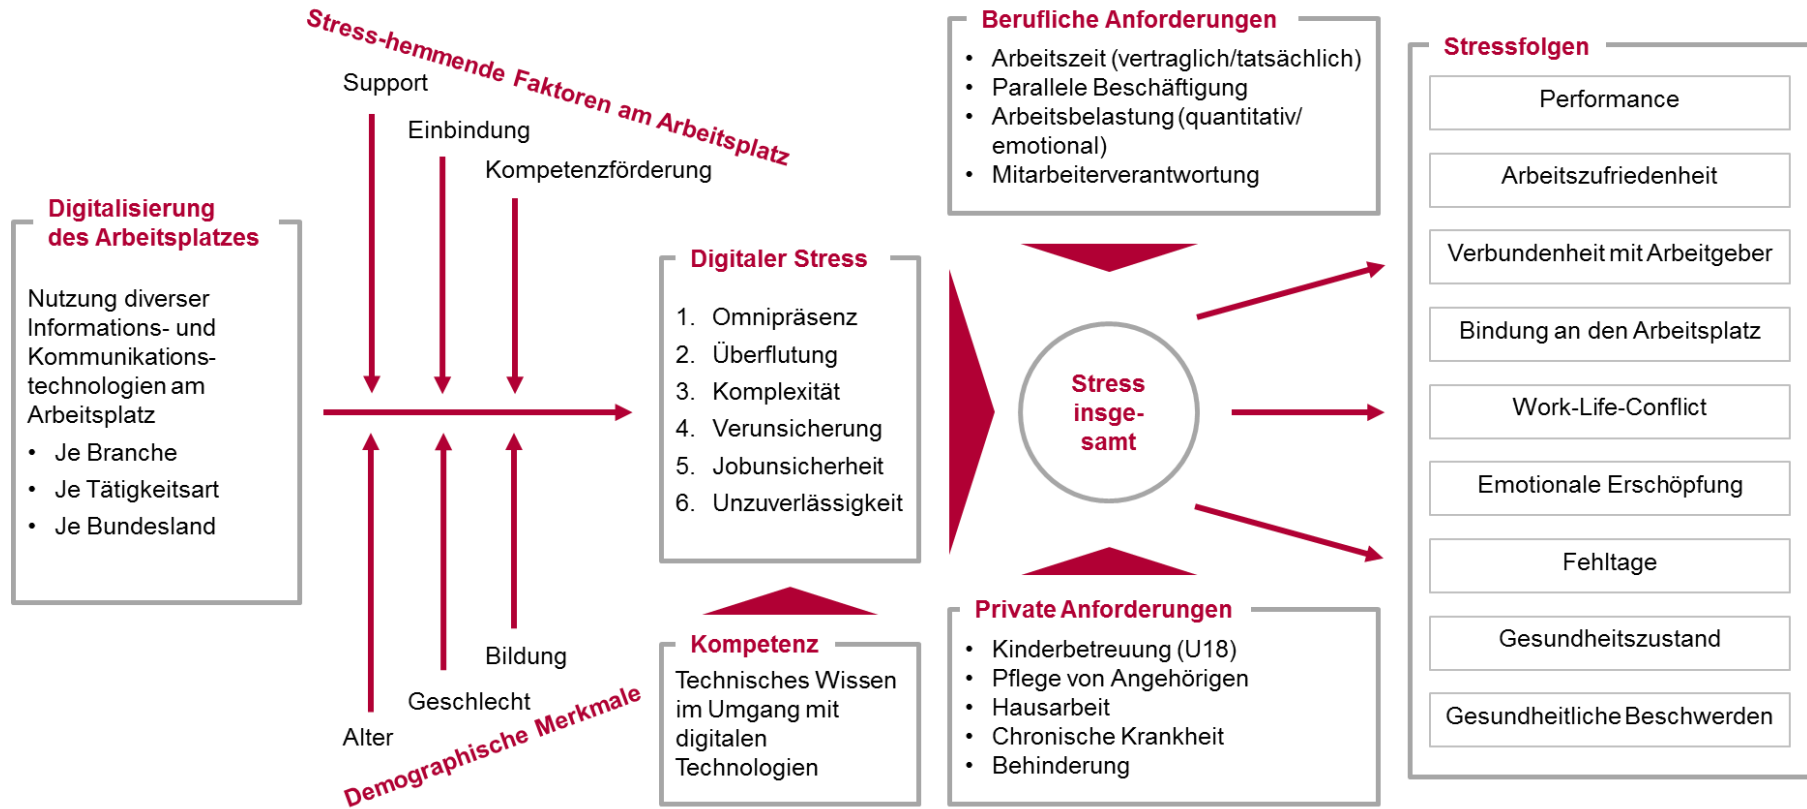 Stress-hemmende Faktoren am Arbeitsplatz
Support
Einbindung
Kompetenzförderung
Digitalisierung
des Arbeitsplatzes
Nutzung diverser
Informations- und
Kommunikations-
technologien am
Arbeitsplatz
• Je Branche
• Je Tätigkeitsart
• Je Bundesland
Bildung
Geschlecht
Alter
Demographische Merkmale
Digitaler Stress
1. Omnipräsenz
2. Überflutung
3. Komplexität
4. Verunsicherung
5. Jobunsicherheit
6. Unzuverlässigkeit
Kompetenz
Technisches Wissen
im Umgang mit
digitalen
Technologien
Berufliche Anforderungen
• Arbeitszeit (vertraglich/tatsächlich)
• Parallele Beschäftigung
• Arbeitsbelastung (quantitativ/
emotional)
• Mitarbeiterverantwortung
Stress
insge-
samt
Private Anforderungen
• Kinderbetreuung (U18)
• Pflege von Angehörigen
• Hausarbeit
• Chronische Krankheit
• Behinderung
Stressfolgen
Performance
Arbeitszufriedenheit
Verbundenheit mit Arbeitgeber
Bindung an den Arbeitsplatz
Work-Life-Conflict
Emotionale Erschöpfung
Fehltage
Gesundheitszustand
Gesundheitliche Beschwerden